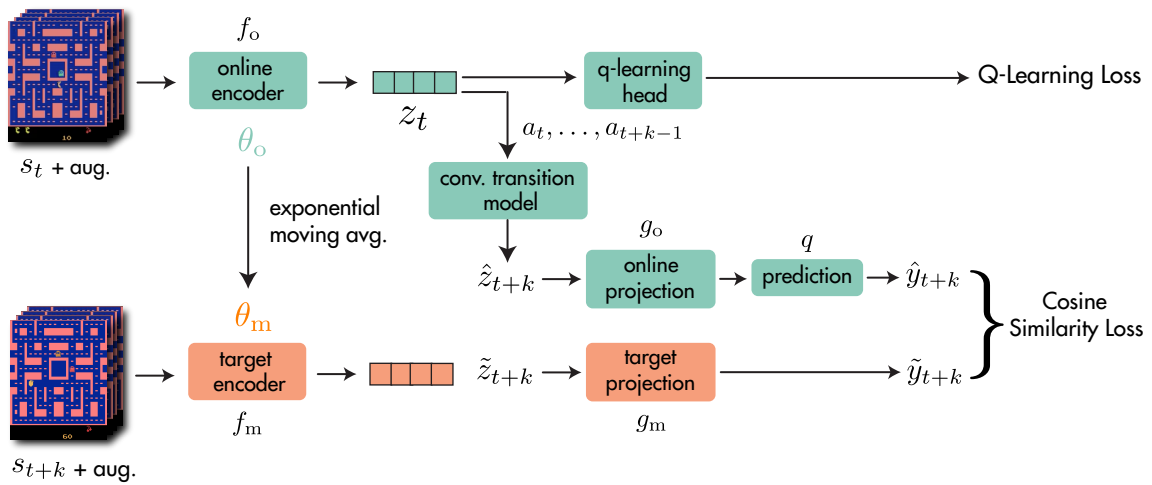 f_o
online
encoder
z_t
q-learning
head
Q-Learning Loss
10
s_t + aug.
θ_o
a_t, . . . , a_{t+k−1}
conv. transition
model
exponential
moving avg.
g_o
q
ẑ_{t+k}
online
projection
prediction
ŷ_{t+k}
Cosine
Similarity Loss
θ_m
target
encoder
z̃_{t+k}
target
projection
ỹ_{t+k}
f_m
g_m
60
s_{t+k} + aug.